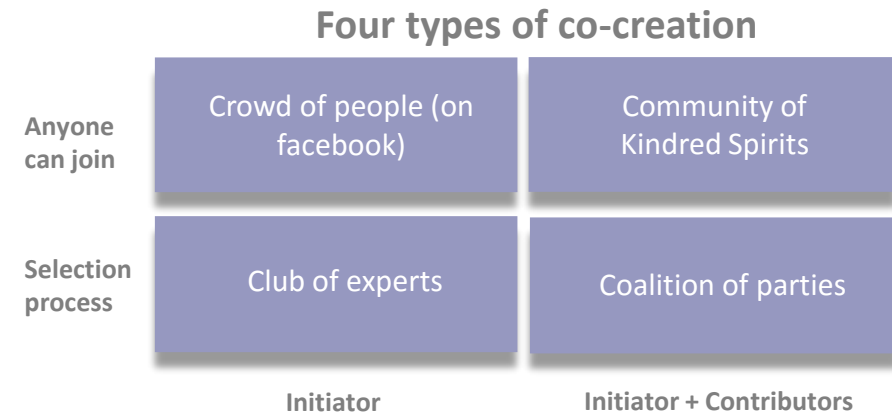 Four types of co-creation
Anyone
can join
Crowd of people (on
facebook)
Community of
Kindred Spirits
Selection
process
Club of experts
Coalition of parties
Initiator
Initiator + Contributors